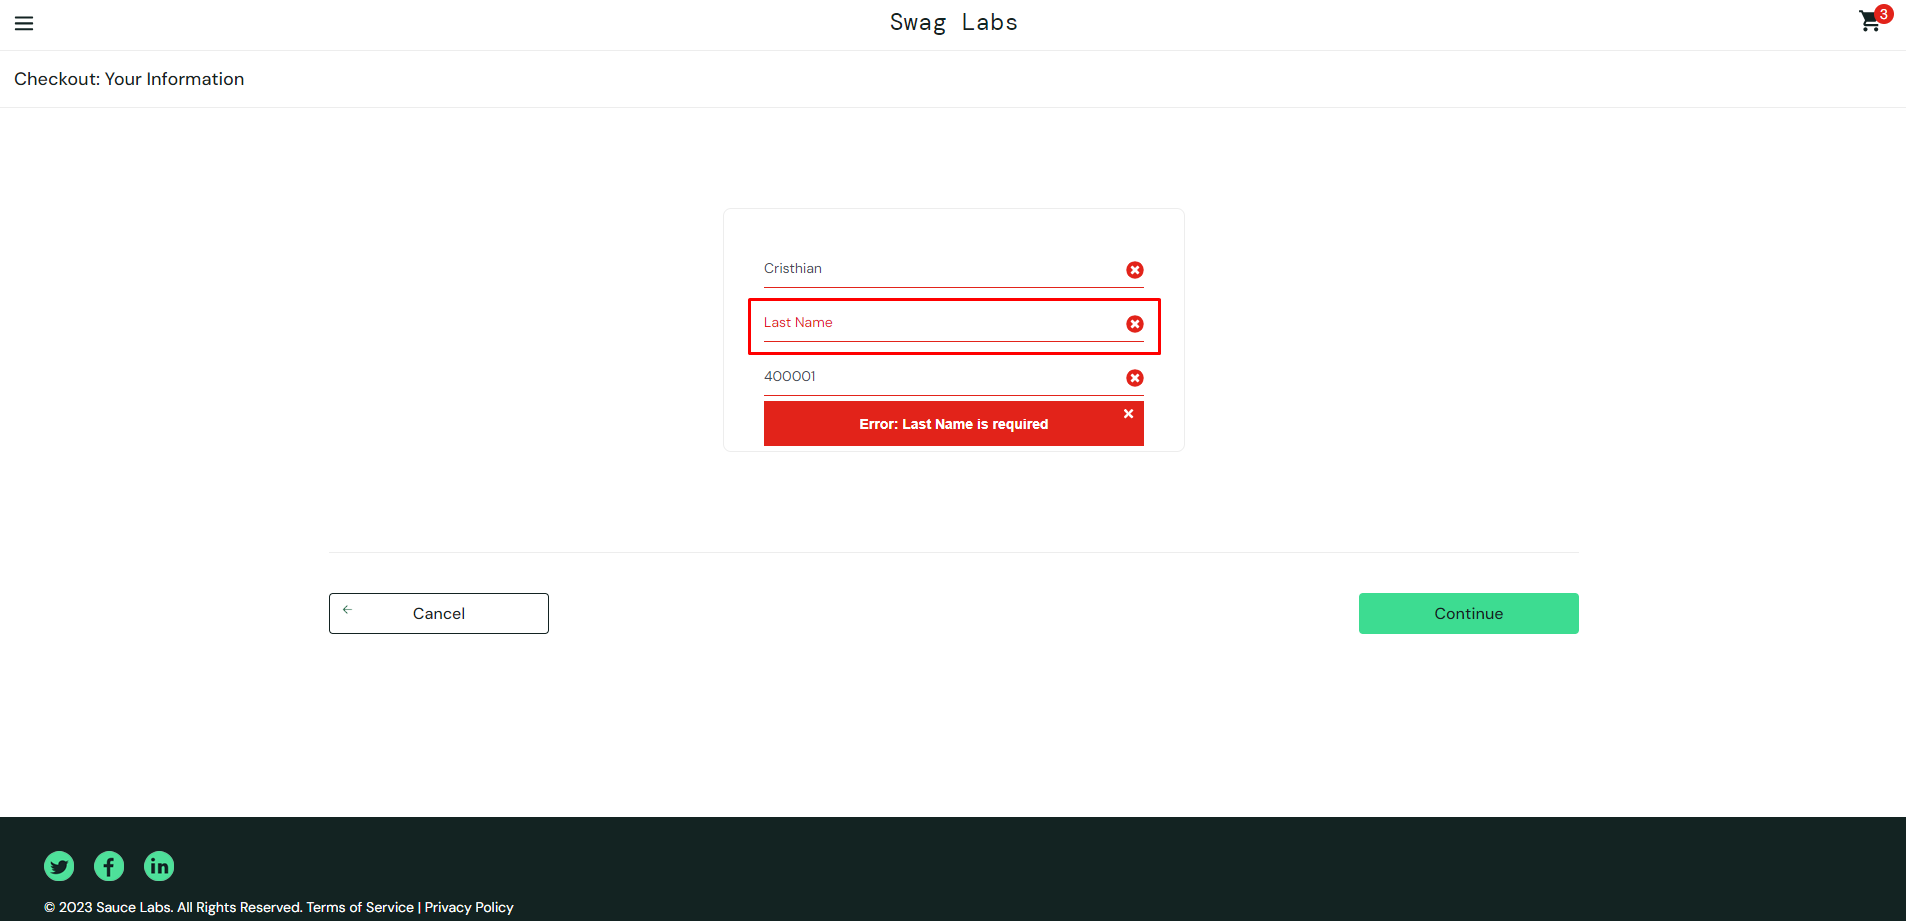 Swag Labs
3
Checkout: Your Information
Cristhian
Last Name
400001
Error: Last Name is required
Cancel
Continue
© 2023 Sauce Labs. All Rights Reserved. Terms of Service | Privacy Policy